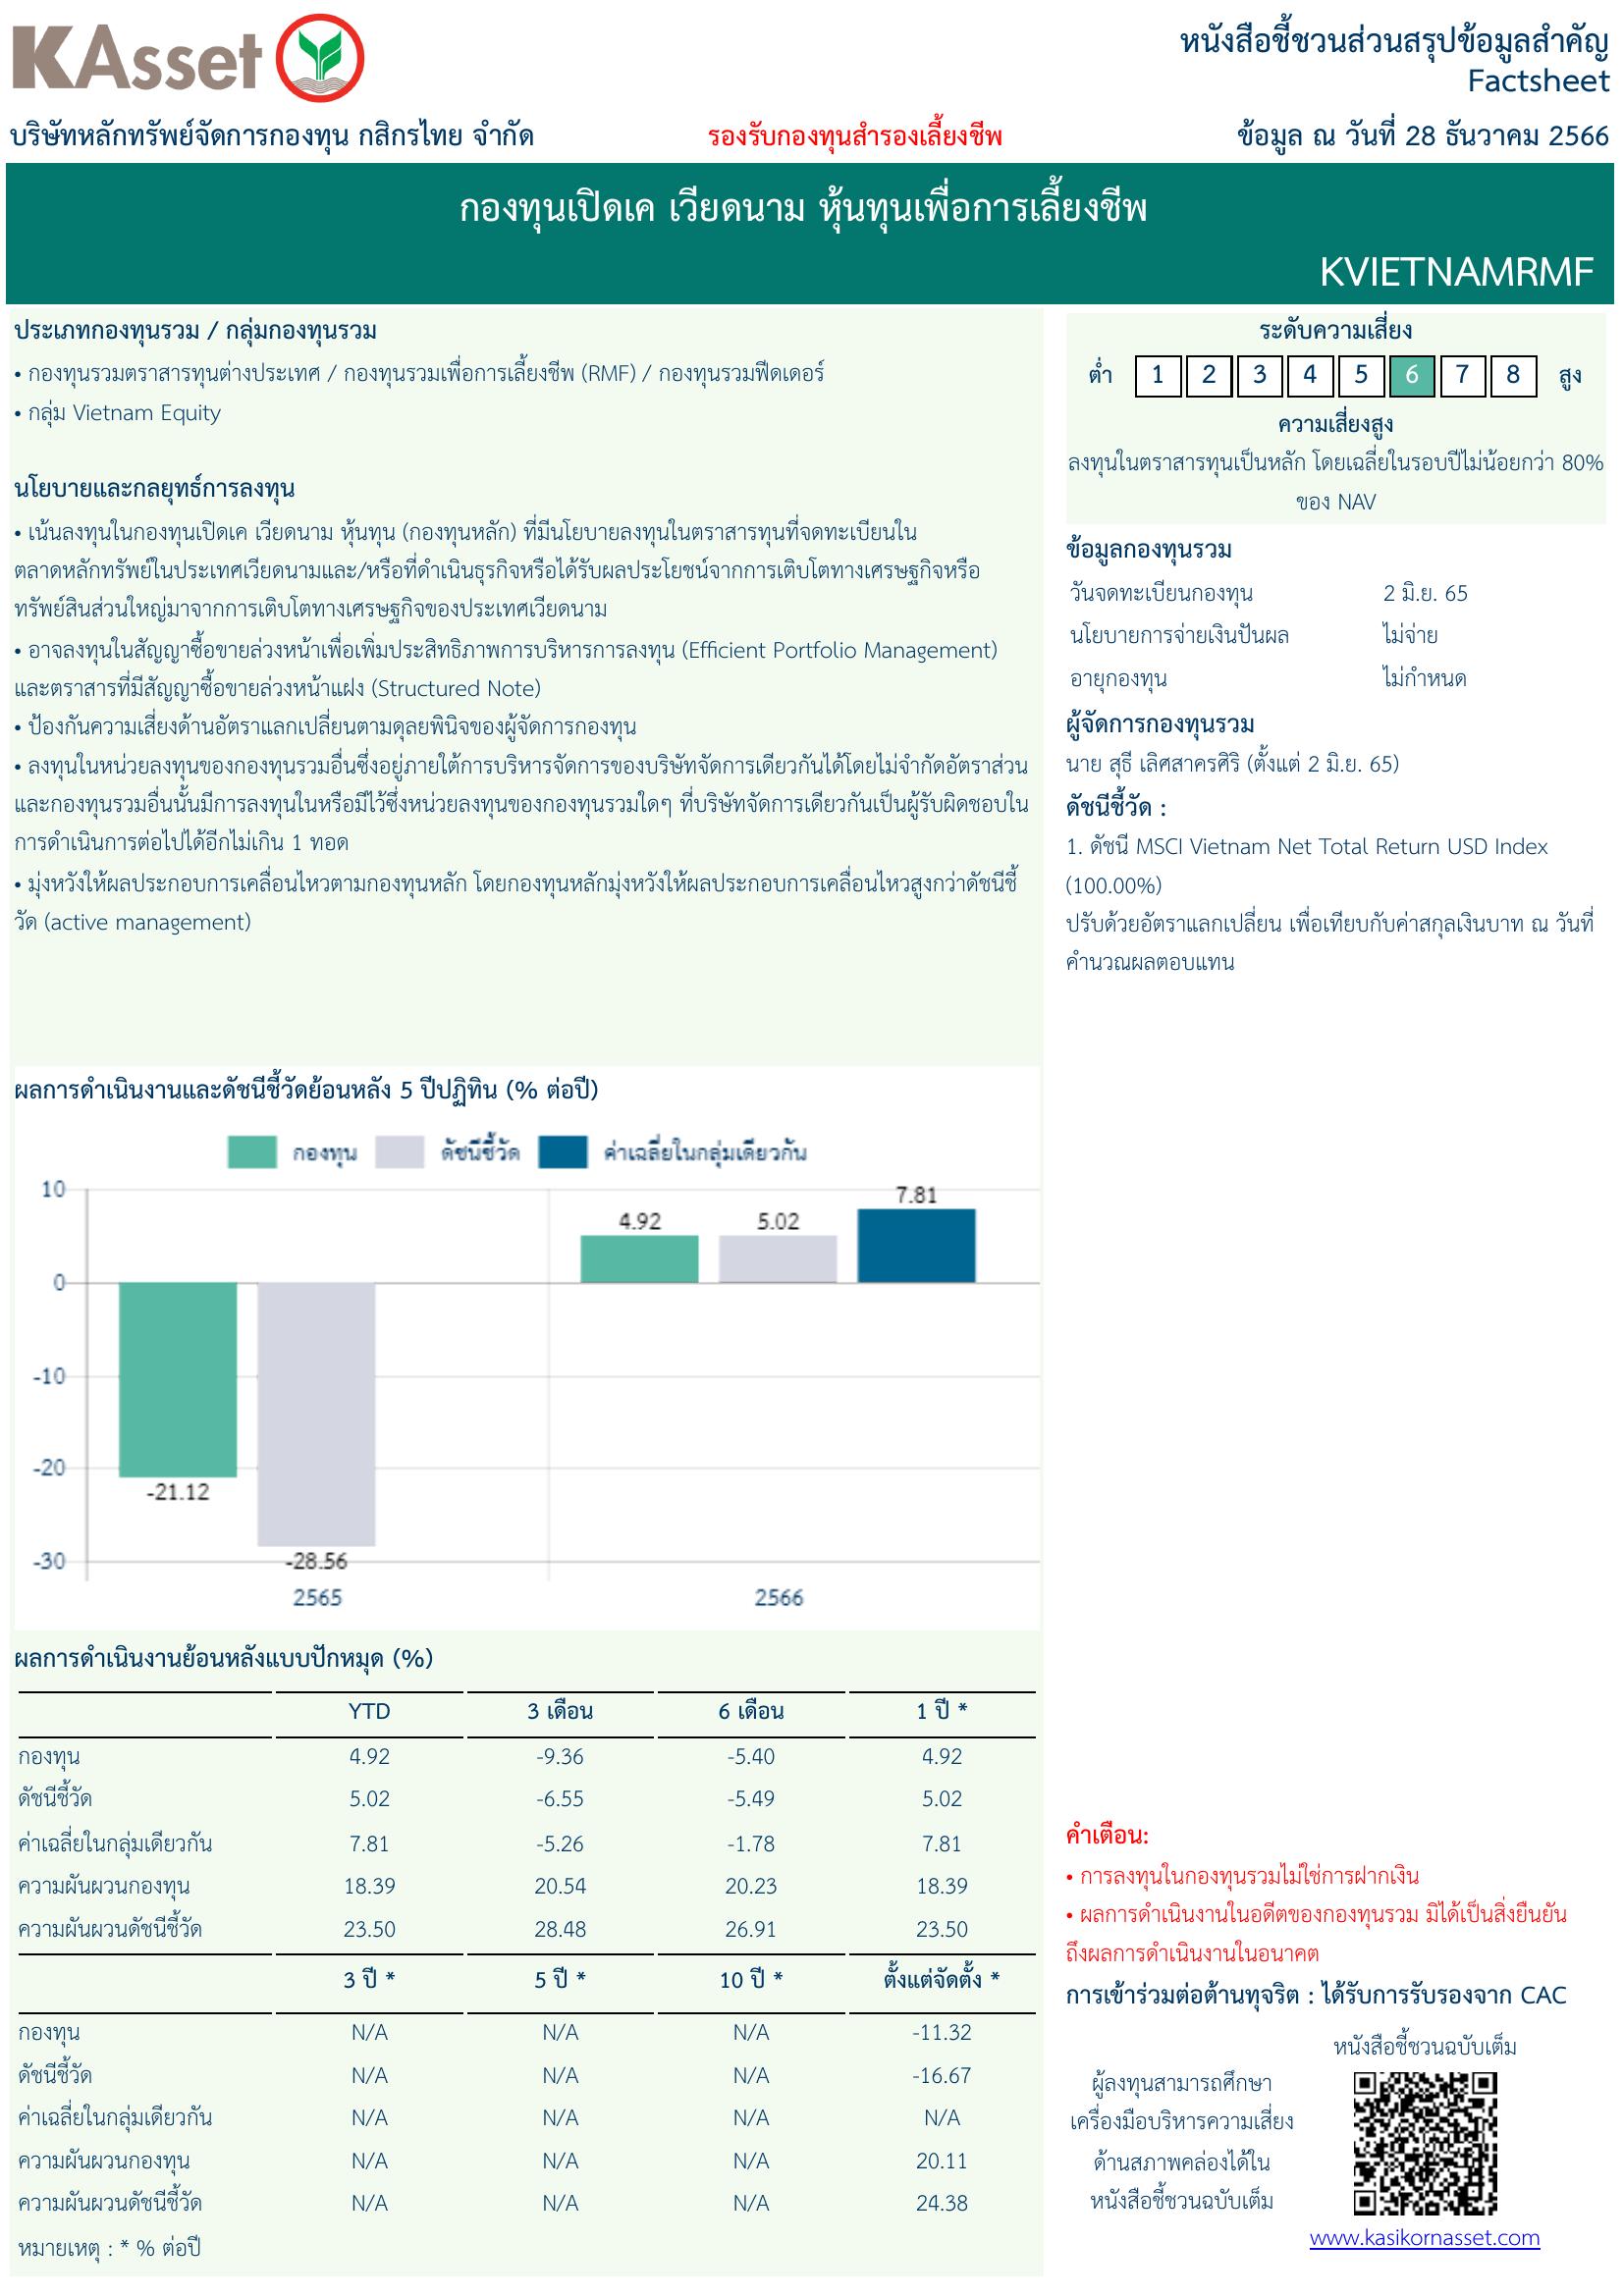 KAsset
หนังสือชี้ชวนส่วนสรุปข้อมูลสำคัญ
Factsheet
บริษัทหลักทรัพย์จัดการกองทุน กสิกรไทย จำกัด
รองรับกองทุนสำรองเลี้ยงชีพ
ข้อมูล ณ วันที่ 28 ธันวาคม 2566
กองทุนเปิดเค เวียดนาม หุ้นทุนเพื่อการเลี้ยงชีพ
KVIETNAMRMF
ประเภทกองทุนรวม / กลุ่มกองทุนรวม
• กองทุนรวมตราสารทุนต่างประเทศ / กองทุนรวมเพื่อการเลี้ยงชีพ (RMF) / กองทุนรวมฟีดเดอร์
• กลุ่ม Vietnam Equity
นโยบายและกลยุทธ์การลงทุน
• เน้นลงทุนในกองทุนเปิดเค เวียดนาม หุ้นทุน (กองทุนหลัก) ที่มีนโยบายลงทุนในตราสารทุนที่จดทะเบียนใน
ตลาดหลักทรัพย์ในประเทศเวียดนามและ/หรือที่ดำเนินธุรกิจหรือได้รับผลประโยชน์จากการเติบโตทางเศรษฐกิจหรือ
ทรัพย์สินส่วนใหญ่มาจากการเติบโตทางเศรษฐกิจของประเทศเวียดนาม
• อาจลงทุนในสัญญาซื้อขายล่วงหน้าเพื่อเพิ่มประสิทธิภาพการบริหารการลงทุน (Efficient Portfolio Management)
และตราสารที่มีสัญญาซื้อขายล่วงหน้าแฝง (Structured Note)
• ป้องกันความเสี่ยงด้านอัตราแลกเปลี่ยนตามดุลยพินิจของผู้จัดการกองทุน
• ลงทุนในหน่วยลงทุนของกองทุนรวมอื่นซึ่งอยู่ภายใต้การบริหารจัดการของบริษัทจัดการเดียวกันได้โดยไม่จำกัดอัตราส่วน
และกองทุนรวมอื่นนั้นมีการลงทุนในหรือมีไว้ซึ่งหน่วยลงทุนของกองทุนรวมใดๆ ที่บริษัทจัดการเดียวกันเป็นผู้รับผิดชอบใน
การดำเนินการต่อไปได้อีกไม่เกิน 1 ทอด
• มุ่งหวังให้ผลประกอบการเคลื่อนไหวตามกองทุนหลัก โดยกองทุนหลักมุ่งหวังให้ผลประกอบการเคลื่อนไหวสูงกว่าดัชนีชี้
วัด (active management)
ระดับความเสี่ยง
ต่ำ 1 2 3 4 5 6 7 8 สูง
ความเสี่ยงสูง
ลงทุนในตราสารทุนเป็นหลัก โดยเฉลี่ยในรอบปีไม่น้อยกว่า 80%
ของ NAV
ข้อมูลกองทุนรวม
วันจดทะเบียนกองทุน 2 มิ.ย. 65
นโยบายการจ่ายเงินปันผล ไม่จ่าย
อายุกองทุน ไม่กำหนด
ผู้จัดการกองทุนรวม
นาย สุธี เลิศสาครศิริ (ตั้งแต่ 2 มิ.ย. 65)
ดัชนีชี้วัด :
1. ดัชนี MSCI Vietnam Net Total Return USD Index
(100.00%)
ปรับด้วยอัตราแลกเปลี่ยน เพื่อเทียบกับค่าสกุลเงินบาท ณ วันที่
คำนวณผลตอบแทน
ผลการดำเนินงานและดัชนีชี้วัดย้อนหลัง 5 ปีปฏิทิน (% ต่อปี)
กองทุน ดัชนีชี้วัด ค่าเฉลี่ยในกลุ่มเดียวกัน
10
0
-10
-20
-30
-21.12
-28.56
4.92
5.02
7.81
2565 2566
ผลการดำเนินงานย้อนหลังแบบปักหมุด (%)
YTD 3 เดือน 6 เดือน 1 ปี *
กองทุน 4.92 -9.36 -5.40 4.92
ดัชนีชี้วัด 5.02 -6.55 -5.49 5.02
ค่าเฉลี่ยในกลุ่มเดียวกัน 7.81 -5.26 -1.78 7.81
ความผันผวนกองทุน 18.39 20.54 20.23 18.39
ความผันผวนดัชนีชี้วัด 23.50 28.48 26.91 23.50
3 ปี * 5 ปี * 10 ปี * ตั้งแต่จัดตั้ง *
กองทุน N/A N/A N/A -11.32
ดัชนีชี้วัด N/A N/A N/A -16.67
ค่าเฉลี่ยในกลุ่มเดียวกัน N/A N/A N/A N/A
ความผันผวนกองทุน N/A N/A N/A 20.11
ความผันผวนดัชนีชี้วัด N/A N/A N/A 24.38
หมายเหตุ : * % ต่อปี
คำเตือน:
• การลงทุนในกองทุนรวมไม่ใช่การฝากเงิน
• ผลการดำเนินงานในอดีตของกองทุนรวม มิได้เป็นสิ่งยืนยัน
ถึงผลการดำเนินงานในอนาคต
การเข้าร่วมต่อต้านทุจริต : ได้รับการรับรองจาก CAC
หนังสือชี้ชวนฉบับเต็ม
ผู้ลงทุนสามารถศึกษา
เครื่องมือบริหารความเสี่ยง
ด้านสภาพคล่องได้ใน
หนังสือชี้ชวนฉบับเต็ม
www.kasikornasset.com